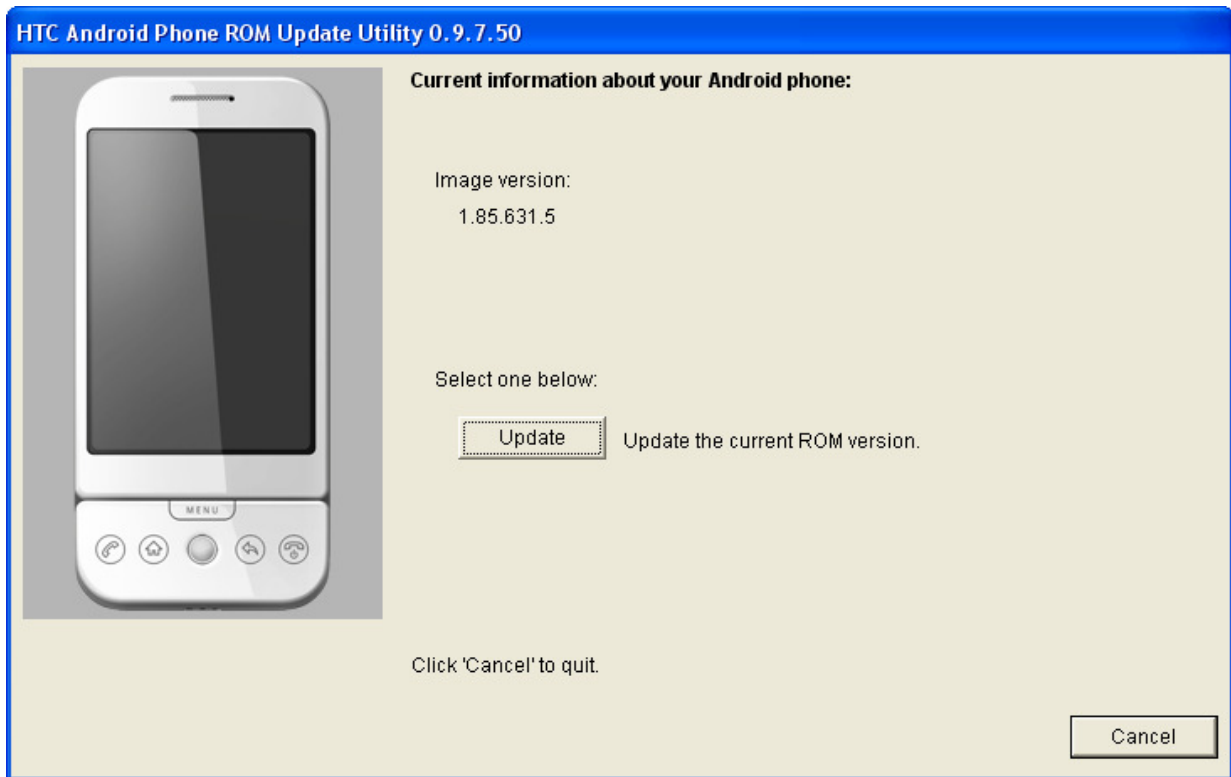 HTC Android Phone ROM Update Utility 0.9.7.50
Current information about your Android phone:
Image version:
1.85.631.5
Select one below:
Update
Update the current ROM version.
MENU
Click 'Cancel' to quit.
Cancel